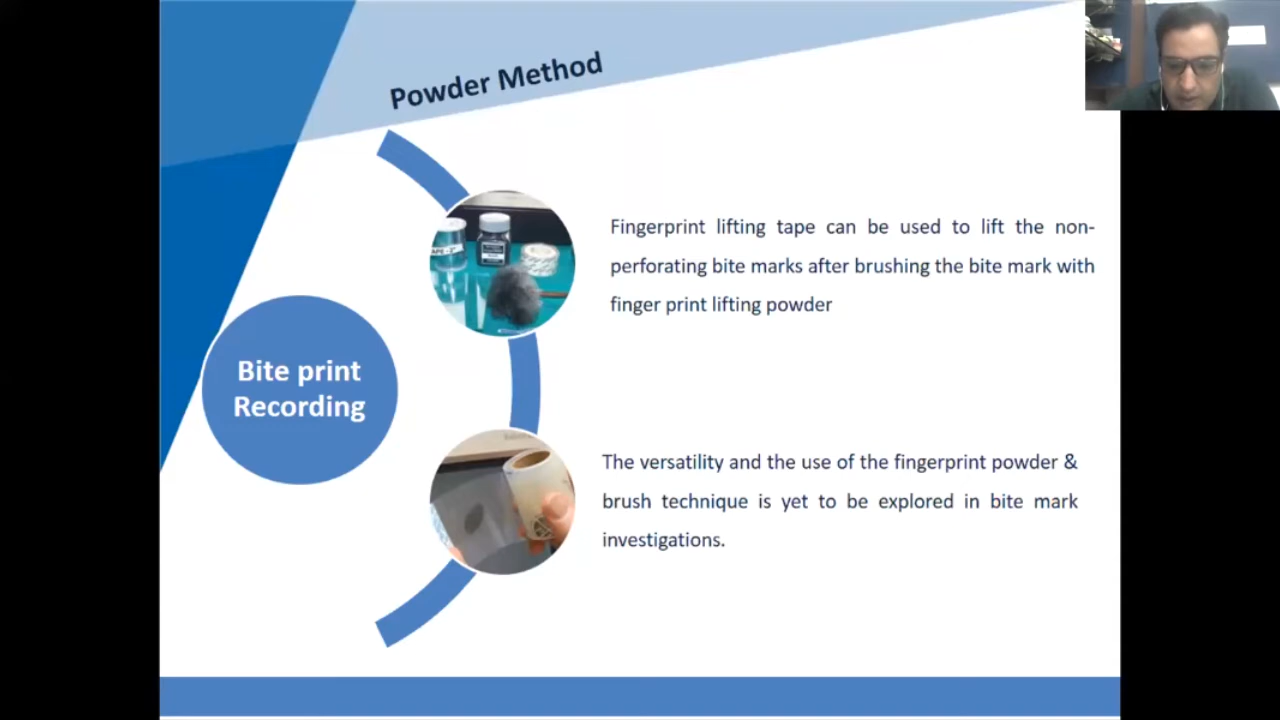 Powder Method
Fingerprint lifting tape can be used to lift the non-
perforating bite marks after brushing the bite mark with
finger print lifting powder
Bite print
Recording
The versatility and the use of the fingerprint powder &
brush technique is yet to be explored in bite mark
investigations.